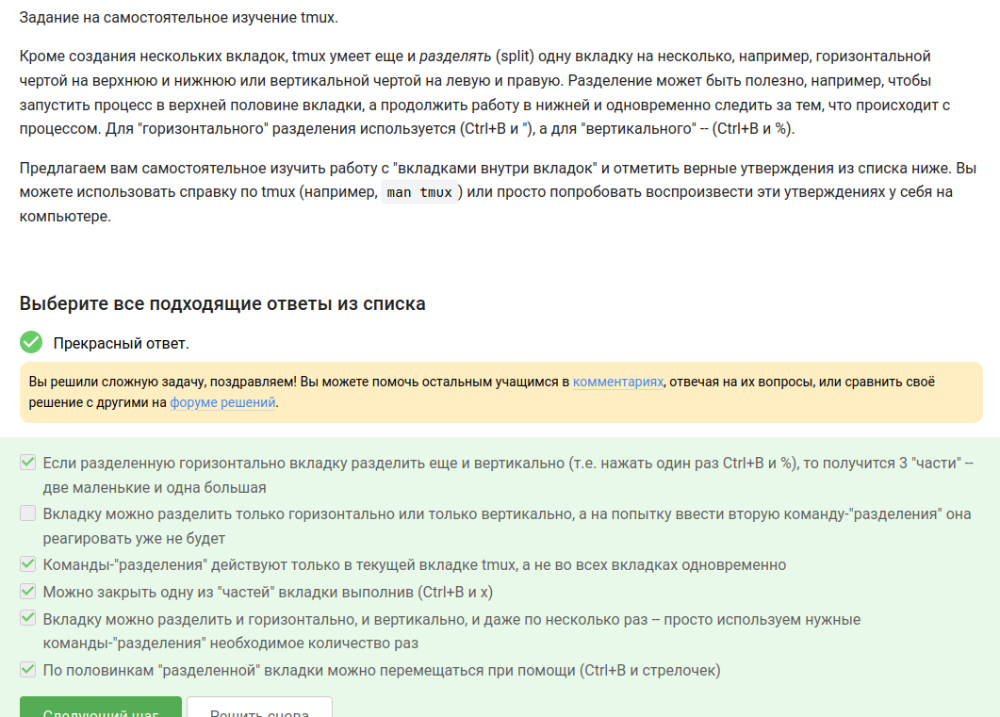 Задание на самостоятельное изучение tmux.
Кроме создания нескольких вкладок, tmux умеет еще и разделять (split) одну вкладку на несколько, например, горизонтальной
чертой на верхнюю и нижнюю или вертикальной чертой на левую и правую. Разделение может быть полезно, например, чтобы
запустить процесс в верхней половине вкладки, а продолжить работу в нижней и одновременно следить за тем, что происходит с
процессом. Для "горизонтального" разделения используется (Ctrl+B и "), а для "вертикального" -- (Ctrl+B и %).
Предлагаем вам самостоятельное изучить работу с "вкладками внутри вкладок" и отметить верные утверждения из списка ниже. Вы
можете использовать справку по tmux (например, man tmux) или просто попробовать воспроизвести эти утверждениях у себя на
компьютере.
Выберите все подходящие ответы из списка
Прекрасный ответ.
Вы решили сложную задачу, поздравляем! Вы можете помочь остальным учащимся в комментариях, отвечая на их вопросы, или сравнить своё
решение с другими на форуме решений.
Если разделенную горизонтально вкладку разделить еще и вертикально (т.е. нажать один раз Ctrl+B и %), то получится 3 "части" --
две маленькие и одна большая
Вкладку можно разделить только горизонтально или только вертикально, а на попытку ввести вторую команду-"разделения" она
реагировать уже не будет
Команды-"разделения" действуют только в текущей вкладке tmux, а не во всех вкладках одновременно
Можно закрыть одну из "частей" вкладки выполнив (Ctrl+B и x)
Вкладку можно разделить и горизонтально, и вертикально, и даже по несколько раз -- просто используем нужные
команды-"разделения" необходимое количество раз
По половинкам "разделенной" вкладки можно перемещаться при помощи (Ctrl+B и стрелочек)
Следующий шаг Решить снова